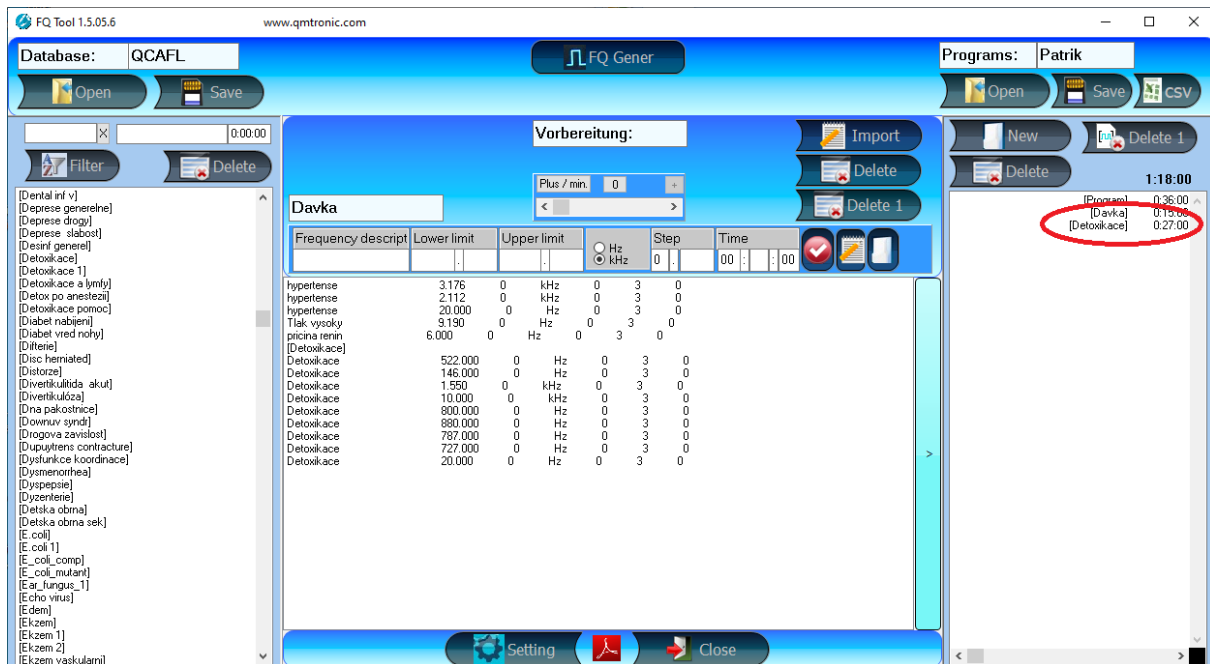 FQ Tool 1.5.05.6 www.qmtronic.com
Database: QCAFL
FQ Gener
Programs: Patrik
Open Save
Open Save CSV
X 0:00:00
Filter Delete
[Dental inf v]
[Deprese generelne]
[Deprese drogy]
[Deprese slabost]
[Desinf generel]
[Detoxikace]
[Detoxikace 1]
[Detoxikace a lymfy]
[Detox po anestezii]
[Detoxikace pomoc]
[Diabet nabijeni]
[Diabet vred nohy]
[Difterie]
[Disc herniated]
[Distorze]
[Divertikulitida akut]
[Divertikulóza]
[Dna pakostnice]
[Downuv syndr]
[Drogova zavislost]
[Dupuytrens contracture]
[Dysfunkce koordinace]
[Dysmenorrhea]
[Dyspepsie]
[Dyzenterie]
[Detska obrna]
[Detska obrna sek]
[E.coli]
[E.coli 1]
[E_coli_comp]
[E_coli_mutant]
[Ear_fungus_1]
[Echo virus]
[Edem]
[Ekzem]
[Ekzem 1]
[Ekzem 2]
[Ekzem vaskularni]
Vorbereitung:
Import
Delete
Delete 1
Plus / min. 0 +
< >
Davka
Frequency descript Lower limit Upper limit Hz kHz Step Time
. . 0 . 00 : : 00
hypertense 3.176 0 kHz 0 3 0
hypertense 2.112 0 kHz 0 3 0
hypertense 20.000 0 Hz 0 3 0
Tlak vysoky 9.190 0 Hz 0 3 0
pricina renin 6.000 0 Hz 0 3 0
[Detoxikace]
Detoxikace 522.000 0 Hz 0 3 0
Detoxikace 146.000 0 Hz 0 3 0
Detoxikace 1.550 0 kHz 0 3 0
Detoxikace 10.000 0 kHz 0 3 0
Detoxikace 800.000 0 Hz 0 3 0
Detoxikace 880.000 0 Hz 0 3 0
Detoxikace 787.000 0 Hz 0 3 0
Detoxikace 727.000 0 Hz 0 3 0
Detoxikace 20.000 0 Hz 0 3 0
>
Setting Close
New Delete 1
Delete
1:18:00
[Program] 0:36:00
[Davka] 0:15:00
[Detoxikace] 0:27:00
< >